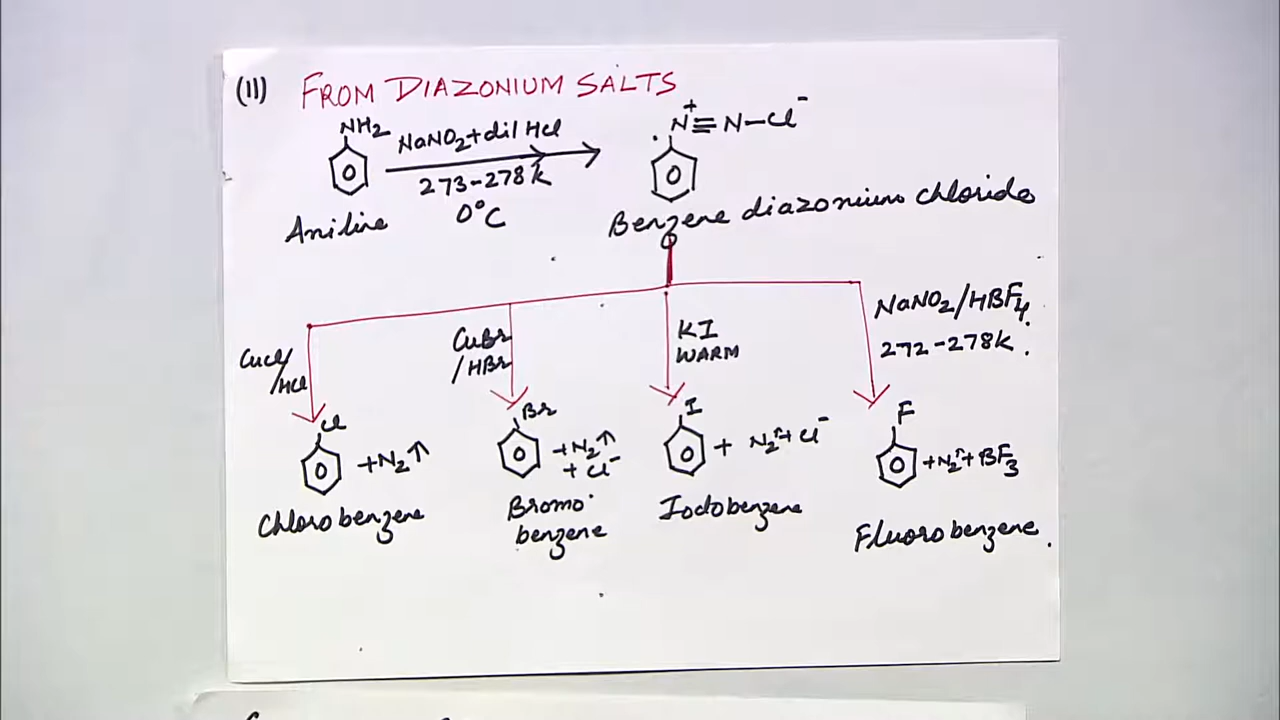 (II) FROM DIAZONIUM SALTS
NH2
NaNO2+dil HCl
273-278K
0°C
Aniline
N+≡N-Cl-
Benzene diazonium chloride
CuCl/HCl
Cl
+N2↑
Chlorobenzene
CuBr/HBr
Br
+N2↑
+Cl-
Bromo
benzene
KI
WARM
I
+ N2↑+Cl-
Iodobenzene
NaNO2/HBF4.
272-278K.
F
+N2↑+BF3
Fluorobenzene.